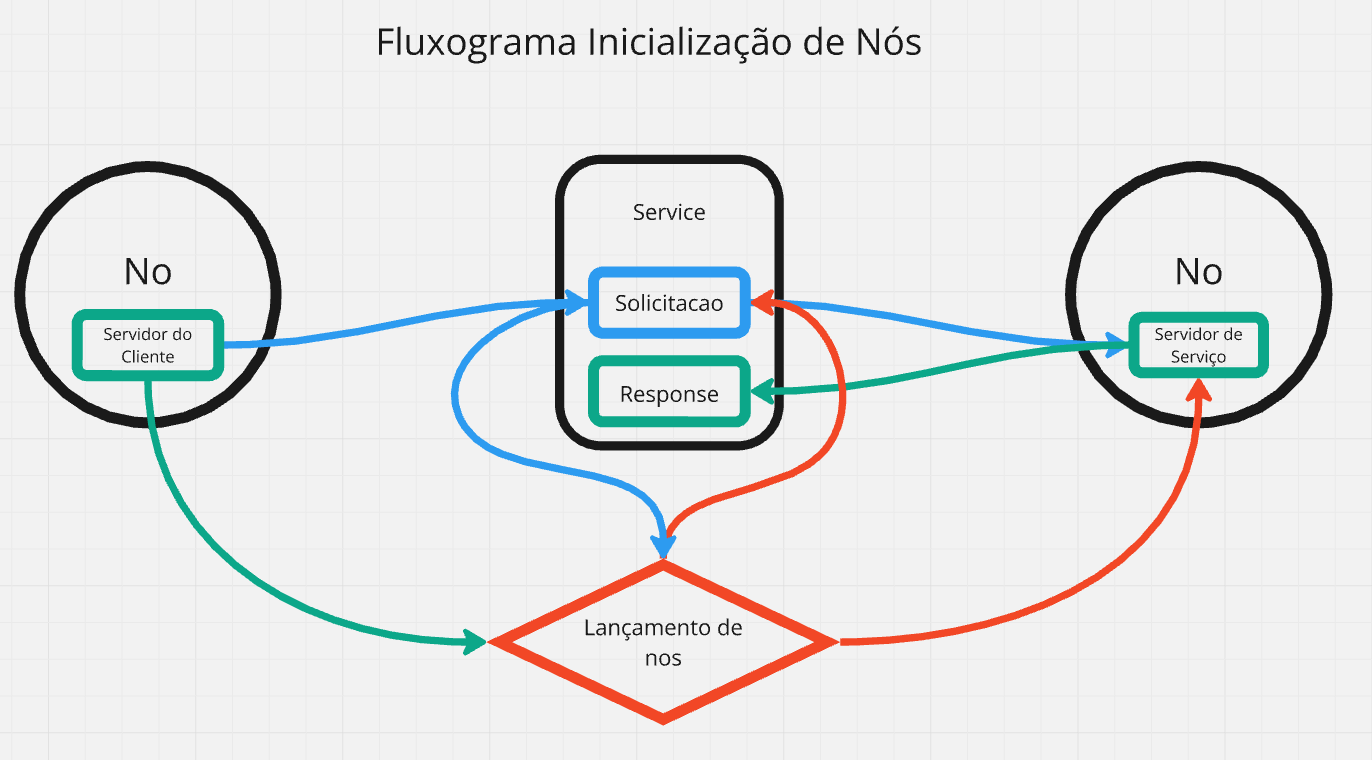 Fluxograma Inicialização de Nós
Service
No
No
Solicitacao
Servidor do
Cliente
Servidor de
Serviço
Response
Lançamento de
nos